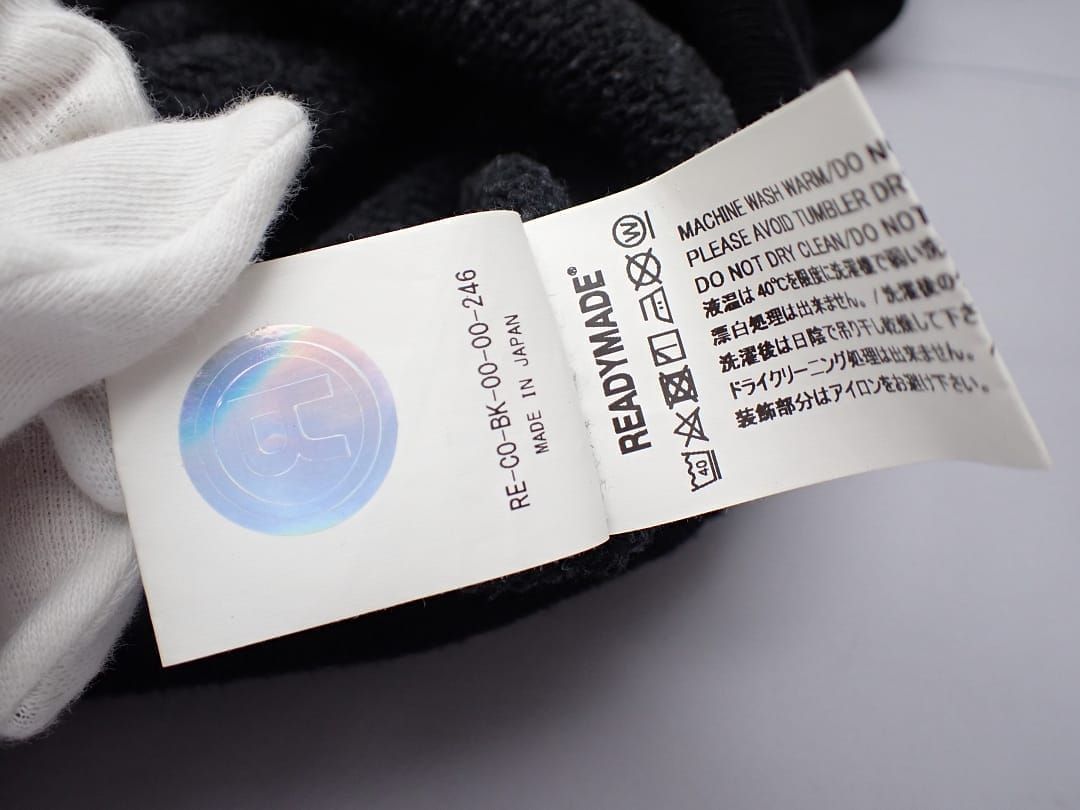 R
RE-CO-BK-00-00-246
MADE IN JAPAN
READYMADE®
W
40
MACHINE WASH WARM/DO
PLEASE AVOID TUMBLER DR
DO NOT DRY CLEAN/DO NOT
液温は40℃を限度に洗濯機で弱い洗
漂白処理は出来ません。/洗濯後の
洗濯後は日陰で吊り干し乾燥して下さ
ドライクリーニング処理は出来ません。
装飾部分はアイロンをお避け下さい。